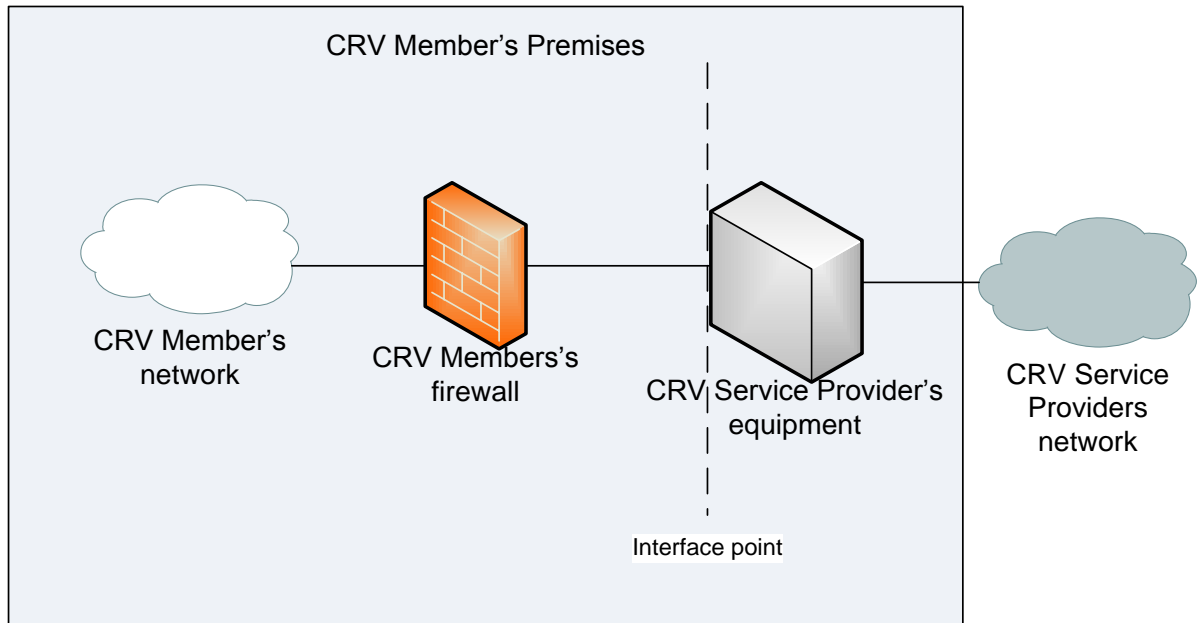 CRV Member’s Premises
CRV Member’s
network
CRV Members’s
firewall
CRV Service Provider’s
equipment
CRV Service
Providers
network
Interface point